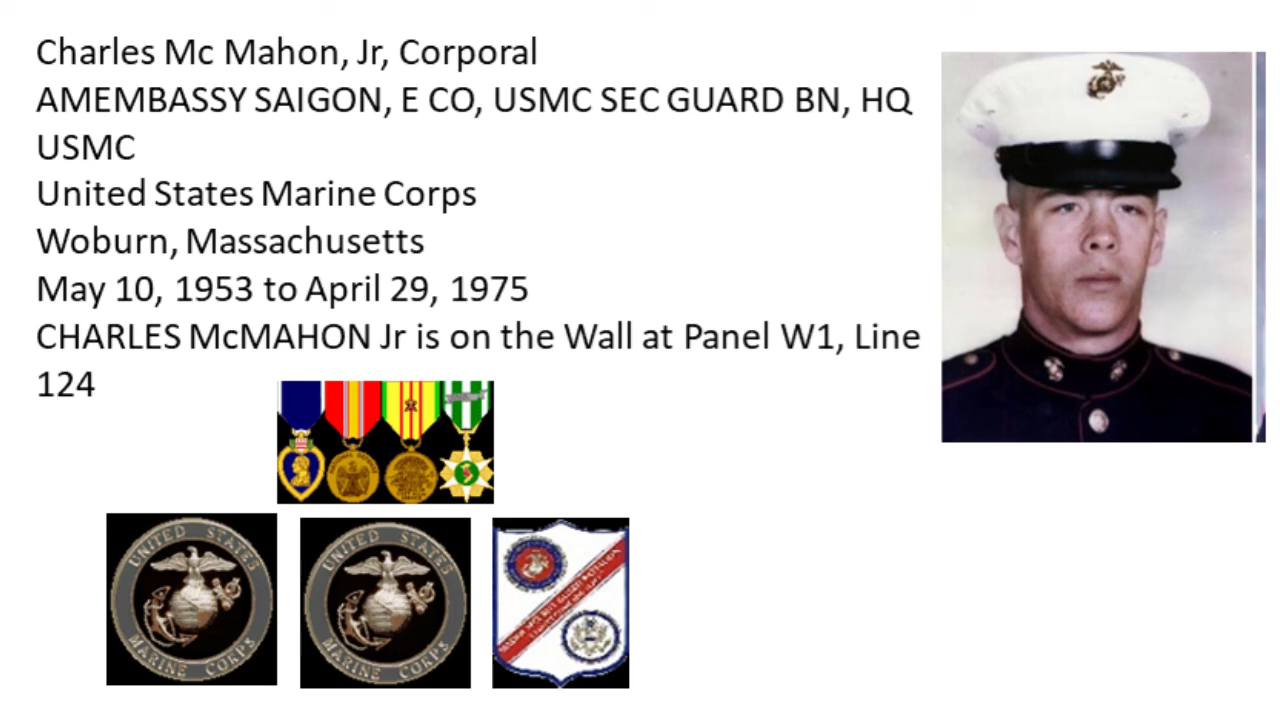 Charles Mc Mahon, Jr, Corporal
AMEMBASSY SAIGON, E CO, USMC SEC GUARD BN, HQ
USMC
United States Marine Corps
Woburn, Massachusetts
May 10, 1953 to April 29, 1975
CHARLES McMAHON Jr is on the Wall at Panel W1, Line
124
UNITED STATES
MARINE CORPS
UNITED STATES
MARINE CORPS